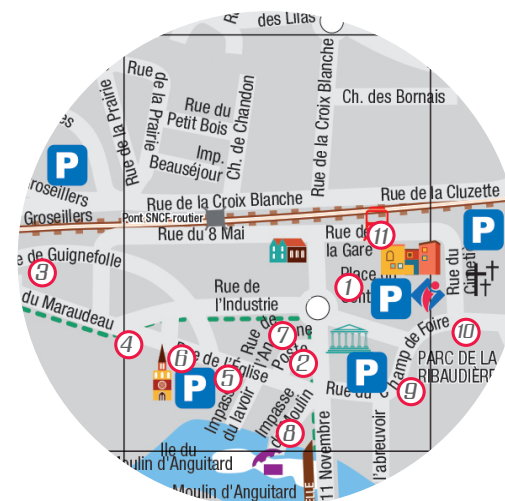 des Lilas
Rue de la Prairie
Rue de la Prairie
Rue du
Petit Bois
Imp.
Beauséjour
Ch. de Chandon
Rue de la Croix Blanche
Ch. des Bornais
P
Groseillers
Rue de la Croix Blanche
Rue de la Cluzette
Pont SNCF routier
Rue du 8 Mai
11
Rue de
la Gare
P
3
de Guignefolle
Place du
1
P
Rue du
du Maraudeau
Rue de
l'Industrie
4
6
Rue de l'Église
7
Rue de
Poste
2
10
Champ de Foire
PARC DE LA
RIBAUDIÈRE
P
5
P
Rue du
9
Impasse
du lavoir
Impasse
du Moulin
8
11 Novembre
l'abreuvoir
Ile du
Moulin d'Anguitard
Moulin d'Anguitard